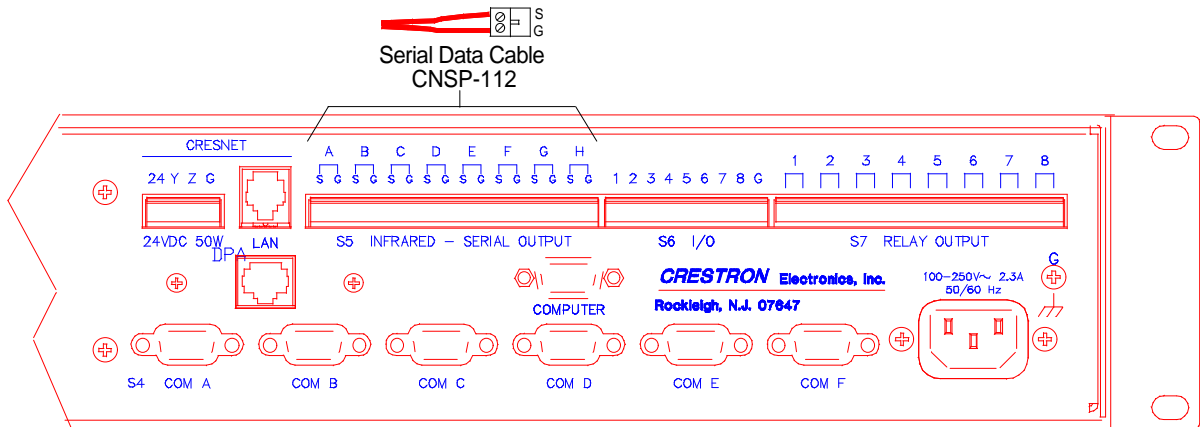 S
G
Serial Data Cable
CNSP-112
CRESNET
A B C D E F G H
24 Y Z G
S G S G S G S G S G S G S G S G
1 2 3 4 5 6 7 8 G
1 2 3 4 5 6 7 8
24VDC 50W
LAN
S5 INFRARED - SERIAL OUTPUT
S6 I/O
S7 RELAY OUTPUT
DPA
G
CRESTRON Electronics, Inc.
100-250V~ 2.3A
50/60 Hz
COMPUTER
Rockleigh, N.J. 07647
S4 COM A COM B COM C COM D COM E COM F